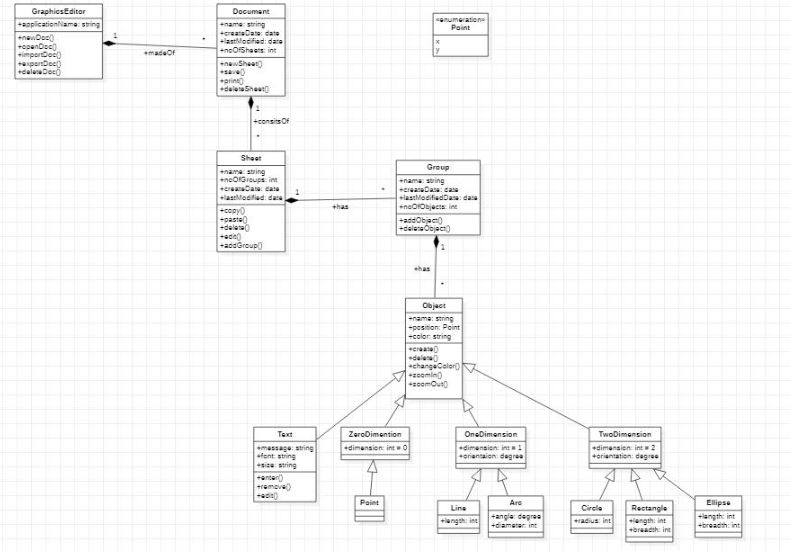 GraphicsEditor
+applicationName: string
+newDoc()
+openDoc()
+importDoc()
+exportDoc()
+deleteDoc()
1
*
+madeOf
Document
+name: string
+createDate: date
+lastModified: date
+noOfSheets: int
+newSheet()
+save()
+print()
+deleteSheet()
«enumeration»
Point
x
y
1
+consitsOf
*
Sheet
+name: string
+noOfGroups: int
+createDate: date
+lastModified: date
+copy()
+paste()
+delete()
+edit()
+addGroup()
1
*
+has
Group
+name: string
+createDate: date
+lastModifiedDate: date
+noOfObjects: int
+addObject()
+deleteObject()
1
+has
*
Object
+name: string
+position: Point
+color: string
+create()
+delete()
+changeColor()
+zoomIn()
+zoomOut()
Text
+message: string
+font: string
+size: string
+enter()
+remove()
+edit()
ZeroDimention
+dimension: int = 0
OneDimension
+dimension: int = 1
+orientaion: degree
TwoDimension
+dimension: int = 2
+orientation: degree
Point
Line
+length: int
Arc
+angle: degree
+diameter: int
Circle
+radius: int
Rectangle
+length: int
+breadth: int
Ellipse
+length: int
+breadth: int